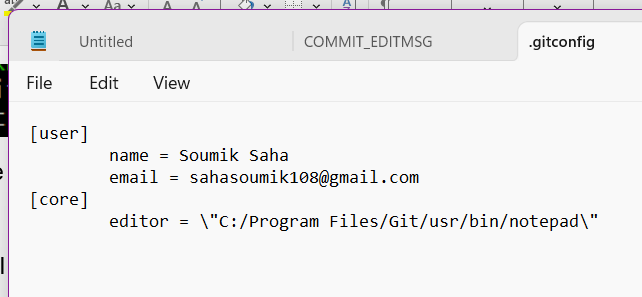 Untitled
COMMIT_EDITMSG
.gitconfig
File
Edit
View
[user]
name = Soumik Saha
email = sahasoumik108@gmail.com
[core]
editor = \"C:/Program Files/Git/usr/bin/notepad\"